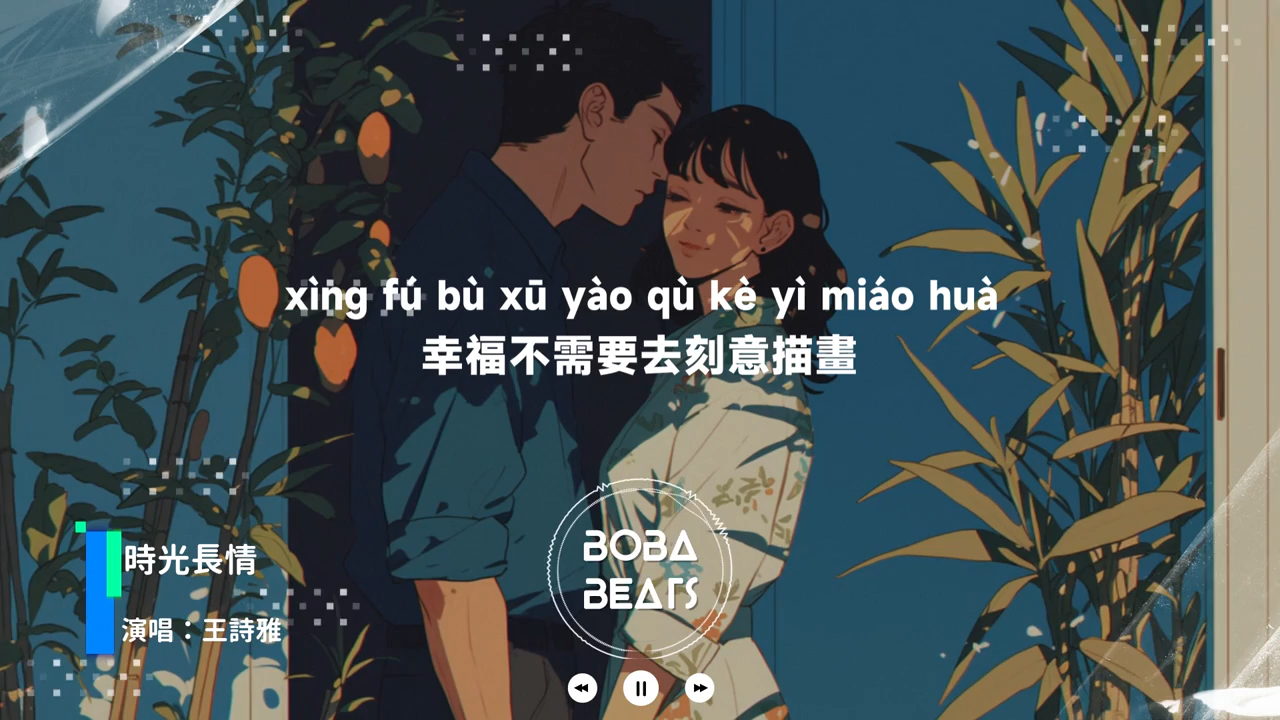 xìng fú bù xū yào qù kè yì miáo huà
幸福不需要去刻意描畫
時光長情
演唱：王詩雅
BOBA
BEATS